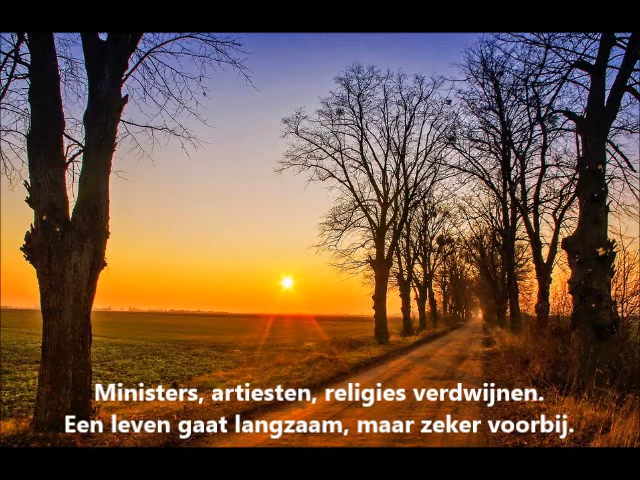 Ministers, artiesten, religies verdwijnen.
Een leven gaat langzaam, maar zeker voorbij.